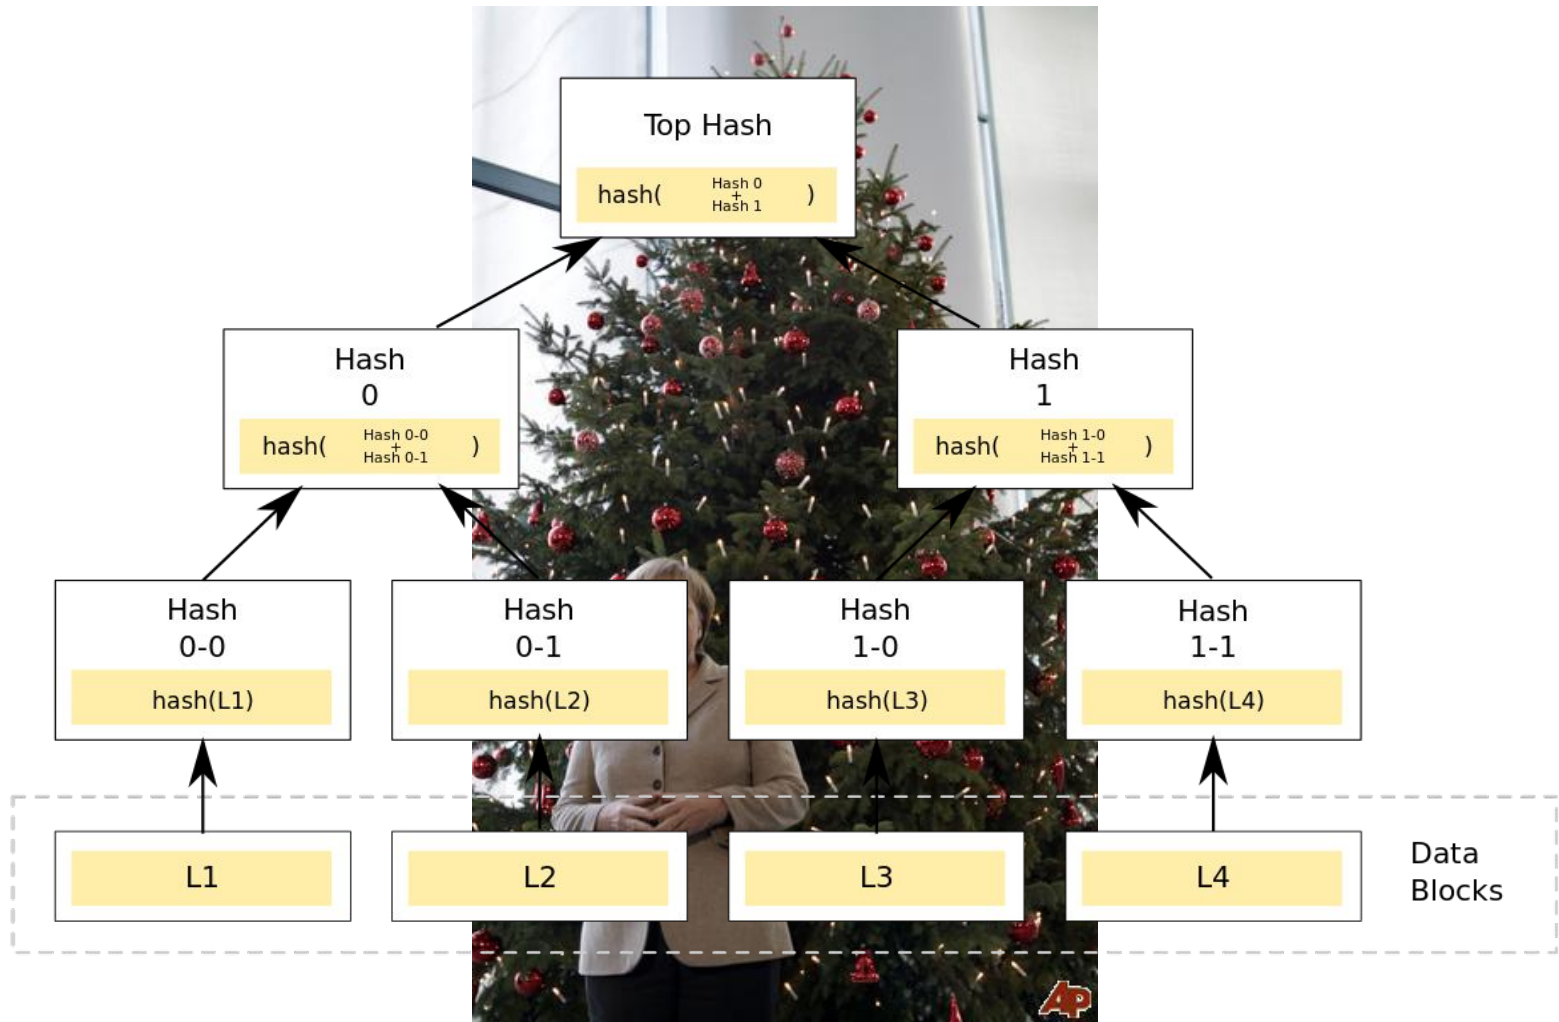 Top Hash
hash( Hash 0 + Hash 1 )
Hash 0
hash( Hash 0-0 + Hash 0-1 )
Hash 1
hash( Hash 1-0 + Hash 1-1 )
Hash 0-0
hash(L1)
Hash 0-1
hash(L2)
Hash 1-0
hash(L3)
Hash 1-1
hash(L4)
L1
L2
L3
L4
Data
Blocks
AP